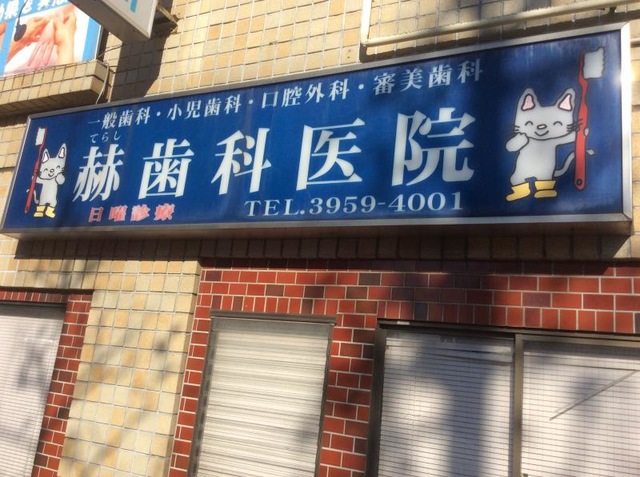 一般歯科・小児歯科・口腔外科・審美歯科
てらし
赫歯科医院
日曜診療 TEL.3959-4001